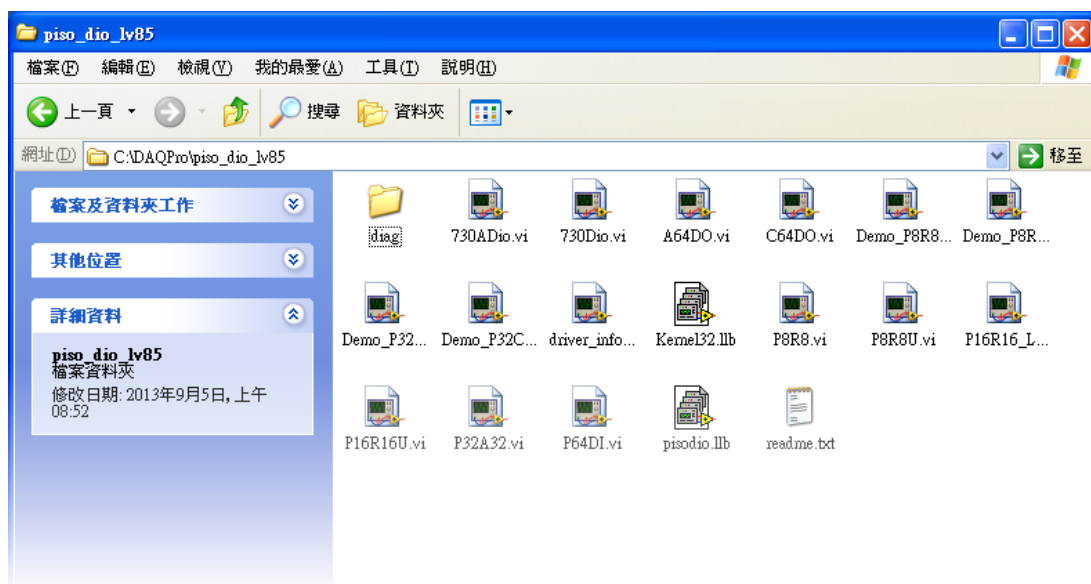 piso_dio_lv85
檔案(F) 編輯(E) 檢視(V) 我的最愛(A) 工具(T) 說明(H)
上一頁 搜尋 資料夾
網址(D) C:\DAQPro\piso_dio_lv85 移至
檔案及資料夾工作
其他位置
詳細資料
piso_dio_lv85
檔案資料夾
修改日期: 2013年9月5日, 上午
08:52
diag 730ADio.vi 730Dio.vi A64DO.vi C64DO.vi Demo_P8R8... Demo_P8R...
Demo_P32... Demo_P32C... driver_info... Kernel32.llb P8R8.vi P8R8U.vi P16R16_L...
P16R16U.vi P32A32.vi P64DI.vi pisodio.llb readme.txt